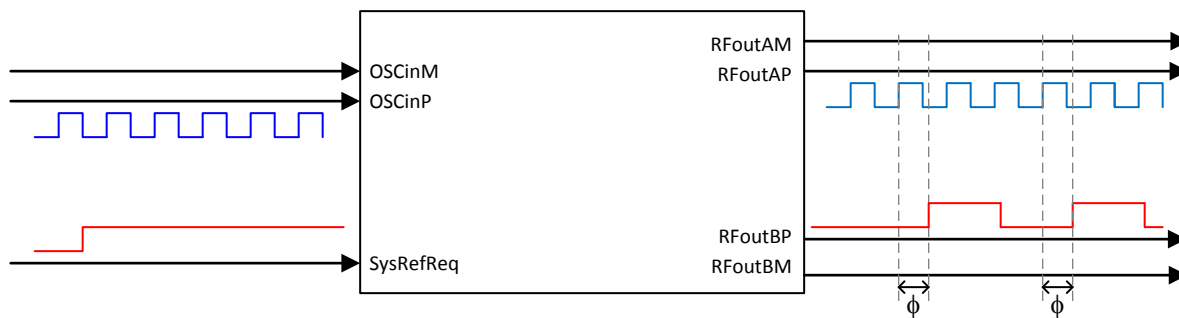 RFoutAM
OSCinM
RFoutAP
OSCinP
RFoutBP
SysRefReq
RFoutBM
ϕ ϕ